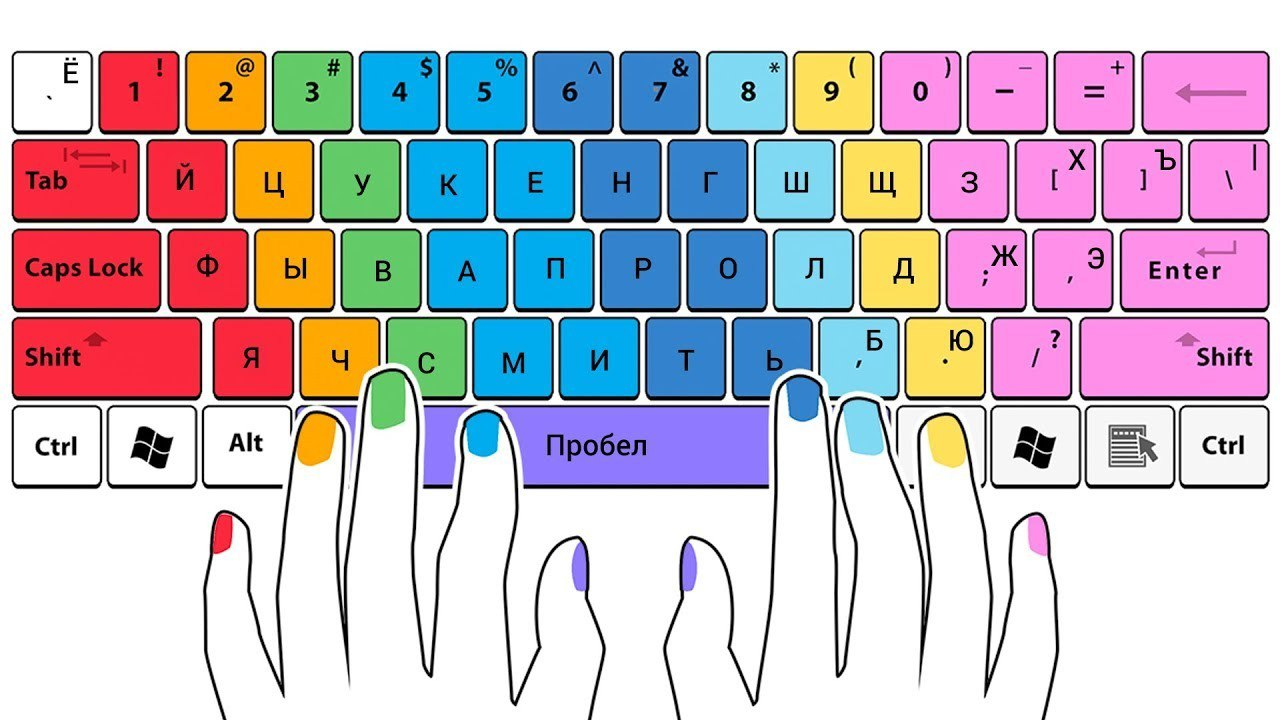 Ё ` ! 1 @ 2 # 3 $ 4 % 5 ^ 6 & 7 * 8 ( 9 ) 0 _ - + =
Tab Й Ц У К Е Н Г Ш Щ З [ Х ] Ъ \ |
Caps Lock Ф Ы В А П Р О Л Д ; Ж , Э Enter
Shift Я Ч С М И Т Ь , Б . Ю / ? Shift
Ctrl Alt Пробел Ctrl